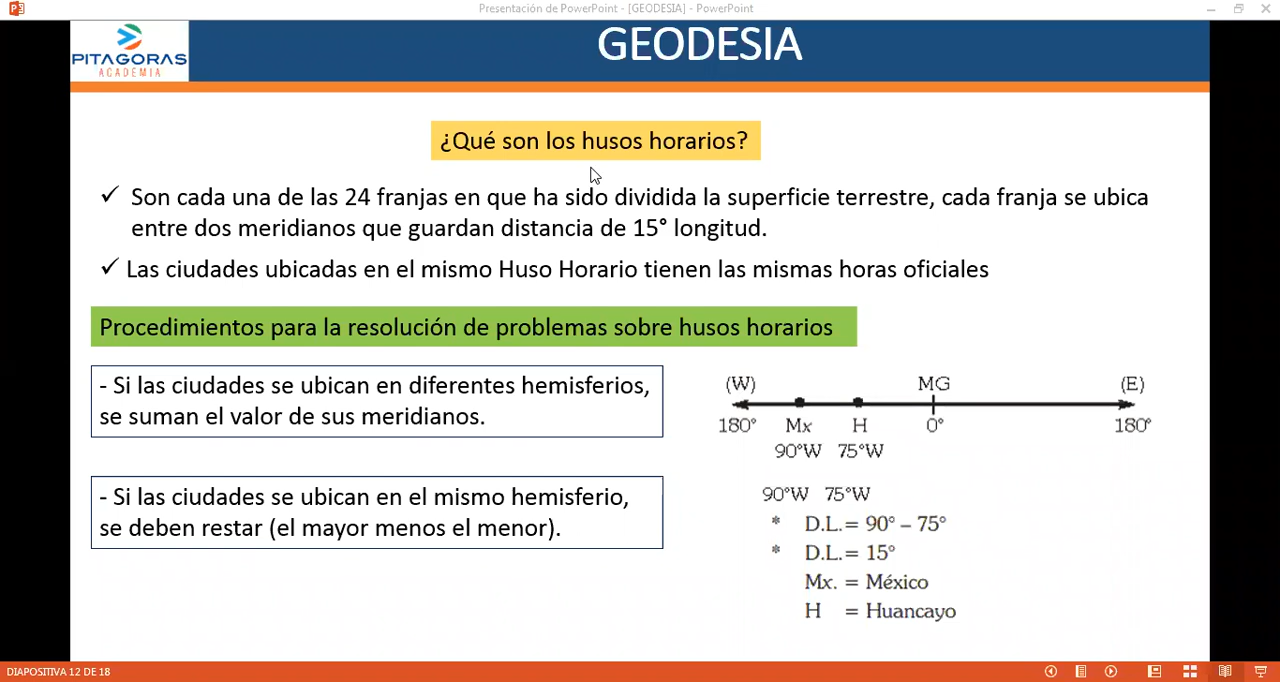 Presentación de PowerPoint - [GEODESIA] - PowerPoint
PITAGORAS
ACADEMIA
GEODESIA
¿Qué son los husos horarios?
✓ Son cada una de las 24 franjas en que ha sido dividida la superficie terrestre, cada franja se ubica
entre dos meridianos que guardan distancia de 15° longitud.
✓ Las ciudades ubicadas en el mismo Huso Horario tienen las mismas horas oficiales
Procedimientos para la resolución de problemas sobre husos horarios
- Si las ciudades se ubican en diferentes hemisferios,
se suman el valor de sus meridianos.
- Si las ciudades se ubican en el mismo hemisferio,
se deben restar (el mayor menos el menor).
(W) MG (E)
180° Mx H 0° 180°
90°W 75°W
90°W 75°W
* D.L.= 90° – 75°
* D.L.= 15°
Mx. = México
H = Huancayo
DIAPOSITIVA 12 DE 18